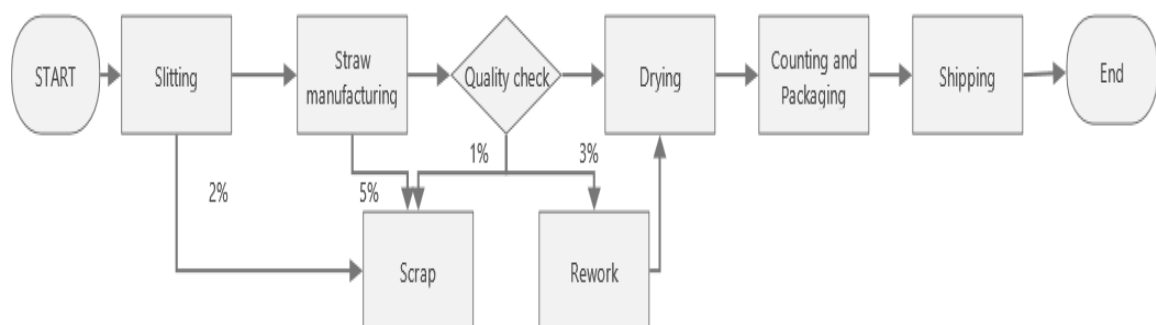 START
Slitting
Straw
manufacturing
Quality check
Drying
Counting and
Packaging
Shipping
End
2%
5%
1%
3%
Scrap
Rework